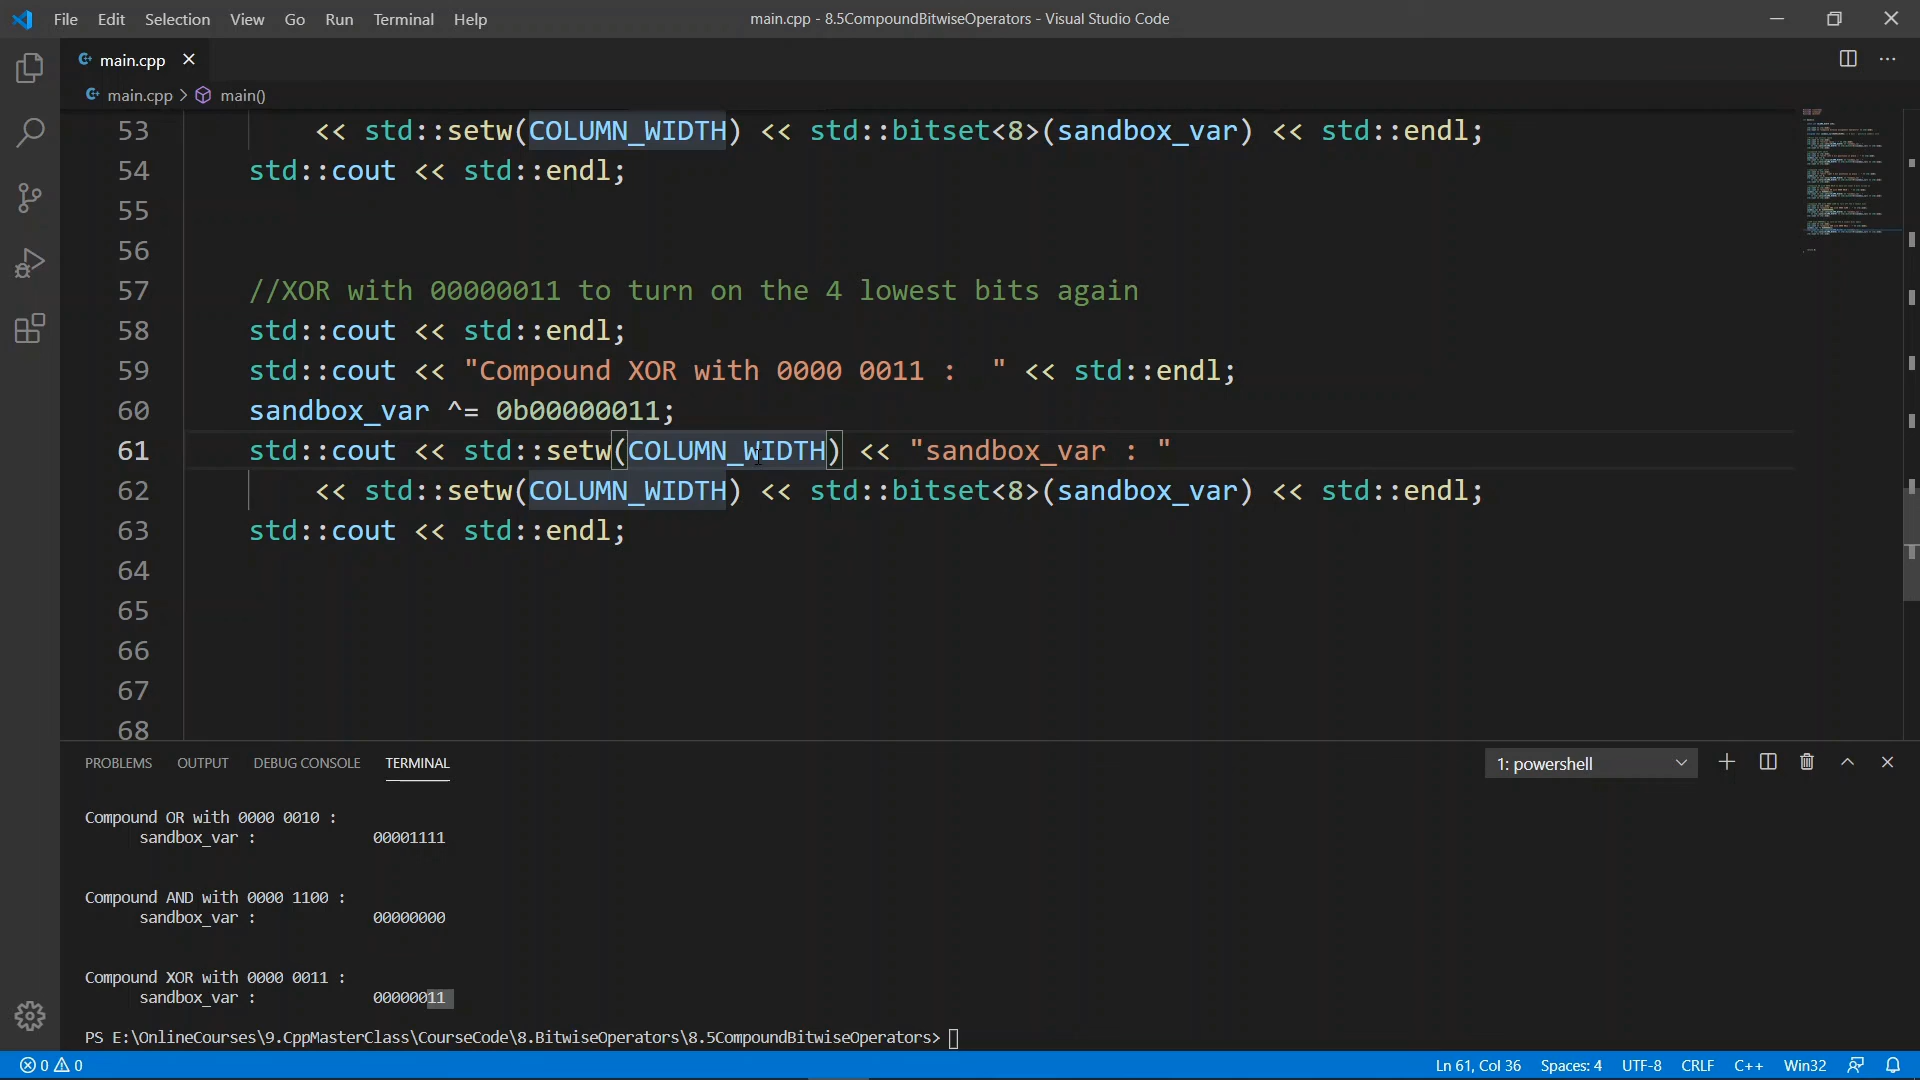 File Edit Selection View Go Run Terminal Help
main.cpp - 8.5CompoundBitwiseOperators - Visual Studio Code
main.cpp
main.cpp > main()
53 << std::setw(COLUMN_WIDTH) << std::bitset<8>(sandbox_var) << std::endl;
54 std::cout << std::endl;
55
56
57 //XOR with 00000011 to turn on the 4 lowest bits again
58 std::cout << std::endl;
59 std::cout << "Compound XOR with 0000 0011 :  " << std::endl;
60 sandbox_var ^= 0b00000011;
61 std::cout << std::setw(COLUMN_WIDTH) << "sandbox_var : "
62 << std::setw(COLUMN_WIDTH) << std::bitset<8>(sandbox_var) << std::endl;
63 std::cout << std::endl;
64
65
66
67
68
PROBLEMS OUTPUT DEBUG CONSOLE TERMINAL
1: powershell
Compound OR with 0000 0010 :
sandbox_var : 00001111
Compound AND with 0000 1100 :
sandbox_var : 00000000
Compound XOR with 0000 0011 :
sandbox_var : 00000011
PS E:\OnlineCourses\9.CppMasterClass\CourseCode\8.BitwiseOperators\8.5CompoundBitwiseOperators>
0 0 Ln 61, Col 36 Spaces: 4 UTF-8 CRLF C++ Win32